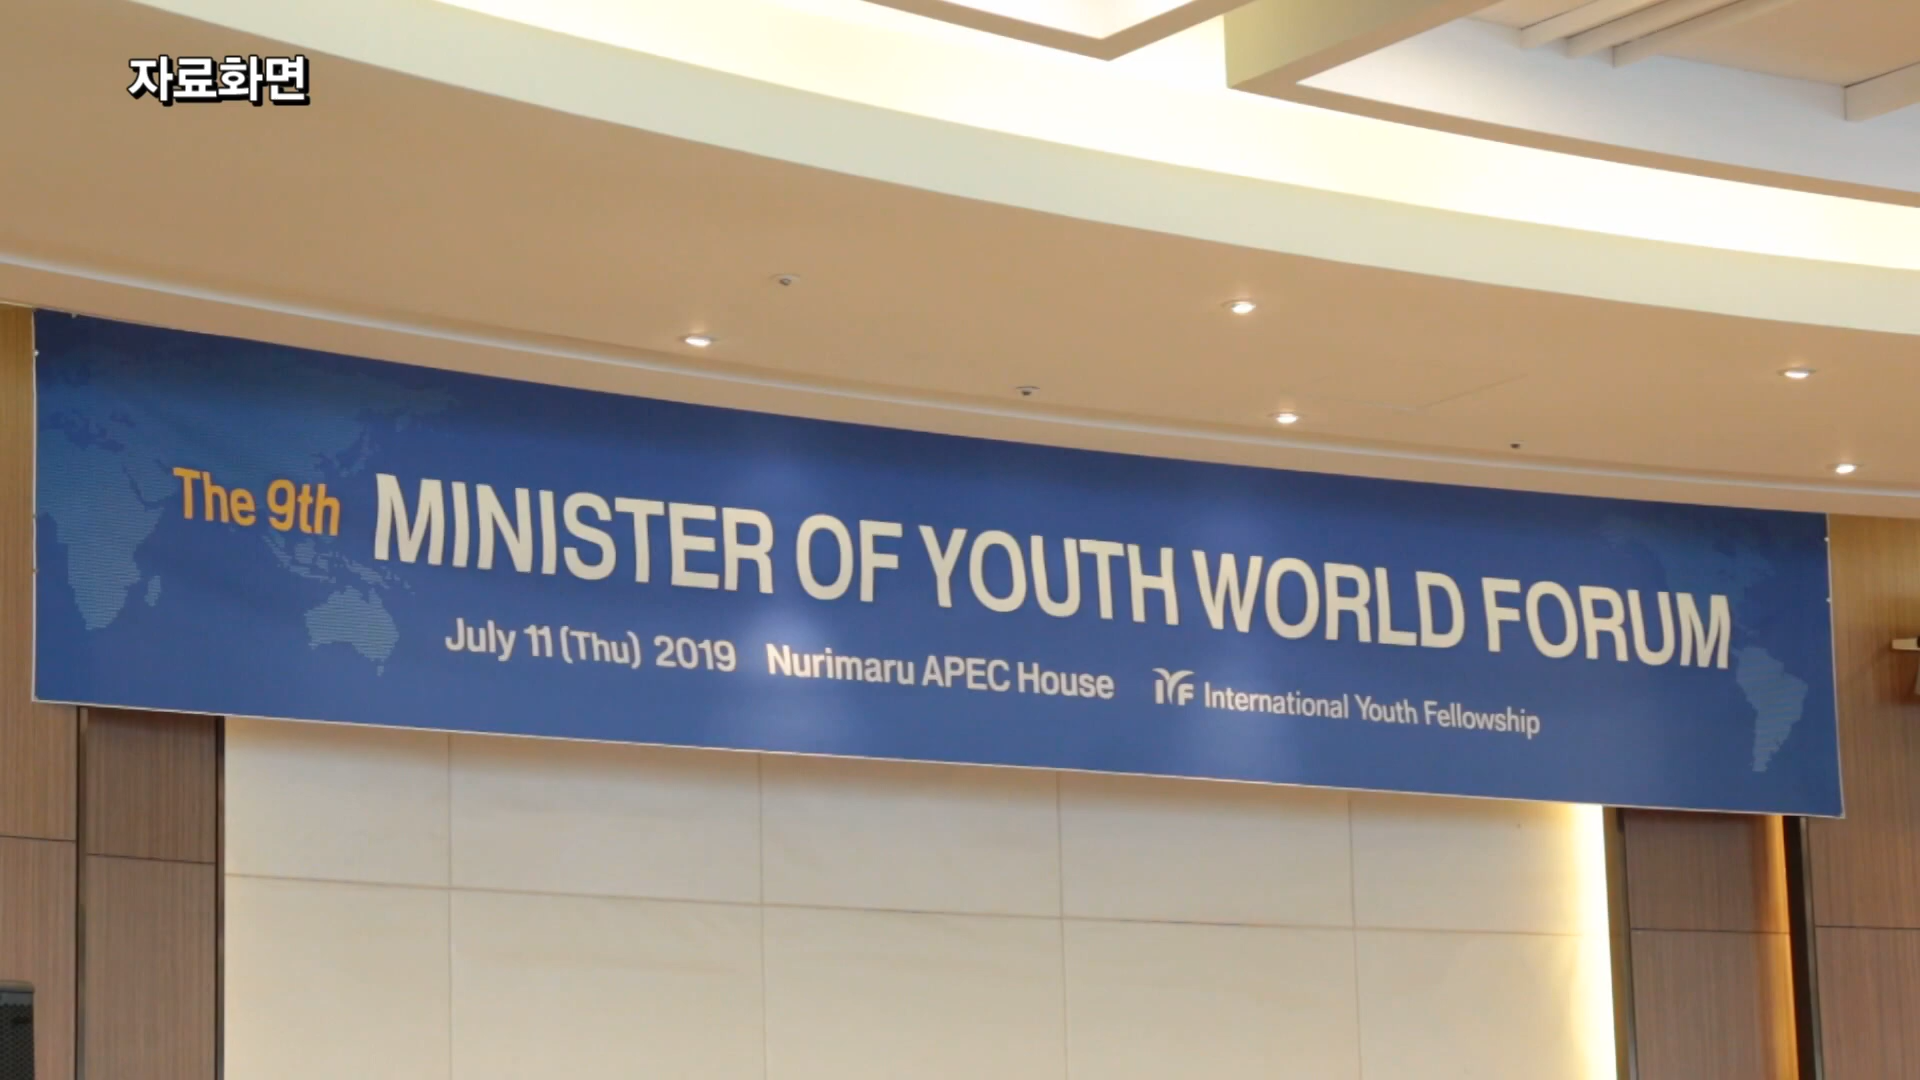 자료화면
The 9th MINISTER OF YOUTH WORLD FORUM
July 11 (Thu) 2019 Nurimaru APEC House IYF International Youth Fellowship